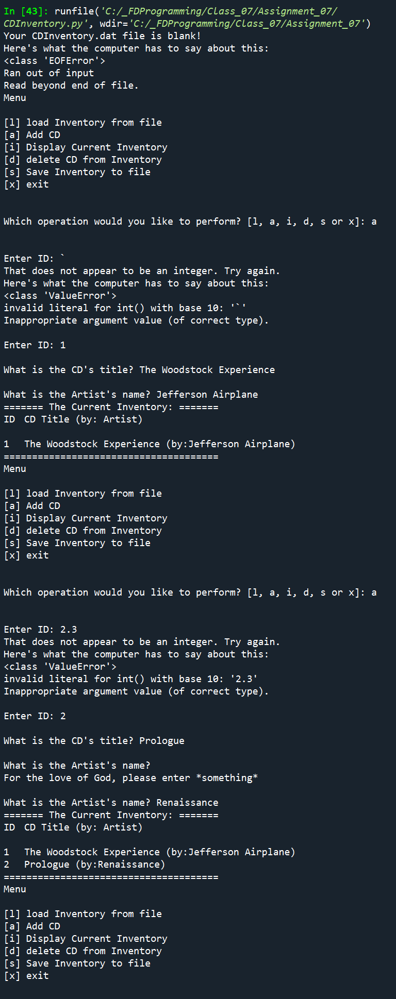 In [43]: runfile('C:/_FDProgramming/Class_07/Assignment_07/
CDInventory.py', wdir='C:/_FDProgramming/Class_07/Assignment_07')
Your CDInventory.dat file is blank!
Here's what the computer has to say about this:
<class 'EOFError'>
Ran out of input
Read beyond end of file.
Menu
[l] load Inventory from file
[a] Add CD
[i] Display Current Inventory
[d] delete CD from Inventory
[s] Save Inventory to file
[x] exit
Which operation would you like to perform? [l, a, i, d, s or x]: a
Enter ID: `
That does not appear to be an integer. Try again.
Here's what the computer has to say about this:
<class 'ValueError'>
invalid literal for int() with base 10: '`'
Inappropriate argument value (of correct type).
Enter ID: 1
What is the CD's title? The Woodstock Experience
What is the Artist's name? Jefferson Airplane
======= The Current Inventory: =======
ID CD Title (by: Artist)
1 The Woodstock Experience (by:Jefferson Airplane)
======================================
Menu
[l] load Inventory from file
[a] Add CD
[i] Display Current Inventory
[d] delete CD from Inventory
[s] Save Inventory to file
[x] exit
Which operation would you like to perform? [l, a, i, d, s or x]: a
Enter ID: 2.3
That does not appear to be an integer. Try again.
Here's what the computer has to say about this:
<class 'ValueError'>
invalid literal for int() with base 10: '2.3'
Inappropriate argument value (of correct type).
Enter ID: 2
What is the CD's title? Prologue
What is the Artist's name?
For the love of God, please enter *something*
What is the Artist's name? Renaissance
======= The Current Inventory: =======
ID CD Title (by: Artist)
1 The Woodstock Experience (by:Jefferson Airplane)
2 Prologue (by:Renaissance)
======================================
Menu
[l] load Inventory from file
[a] Add CD
[i] Display Current Inventory
[d] delete CD from Inventory
[s] Save Inventory to file
[x] exit